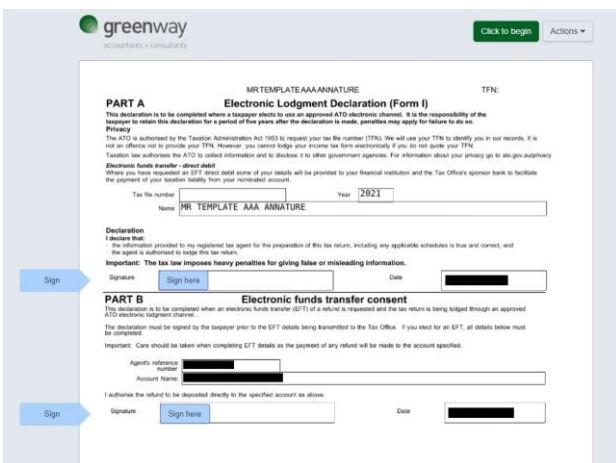 greenway
accountants + consultants
Click to begin
Actions
MR TEMPLATE AAA ANNATURE TFN:
PART A Electronic Lodgment Declaration (Form I)
This declaration is to be completed where a taxpayer elects to use an approved ATO electronic channel. It is the responsibility of the
taxpayer to retain this declaration for a period of five years after the declaration is made, penalties may apply for failure to do so.
Privacy
The ATO is authorised by the Taxation Administration Act 1953 to request your tax file number (TFN). We will use your TFN to identify you in our records. It is
not an offence not to provide your TFN. However, you cannot lodge your income tax form electronically if you do not quote your TFN.
Taxation law authorises the ATO to collect information and to disclose it to other government agencies. For information about your privacy go to ato.gov.au/privacy
Electronic funds transfer - direct debit
Where you have requested an EFT direct debit some of your details will be provided to your financial institution and the Tax Office's sponsor bank to facilitate
the payment of your taxation liability from your nominated account.
Tax file number Year 2021
Name MR TEMPLATE AAA ANNATURE
Declaration
I declare that:
- the information provided to my registered tax agent for the preparation of this tax return, including any applicable schedules is true and correct, and
- the agent is authorised to lodge this tax return.
Important: The tax law imposes heavy penalties for giving false or misleading information.
Sign Signature Sign here Date
PART B Electronic funds transfer consent
This declaration is to be completed when an electronic funds transfer (EFT) of a refund is requested and the tax return is being lodged through an approved
ATO electronic lodgment channel.
The declaration must be signed by the taxpayer prior to the EFT details being transmitted to the Tax Office. If you elect for an EFT, all details below must
be completed.
Important: Care should be taken when completing EFT details as the payment of any refund will be made to the account specified.
Agent's reference
number
Account Name:
I authorise the refund to be deposited directly to the specified account as above.
Sign Signature Sign here Date